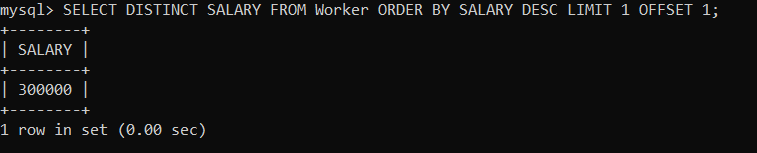 mysql> SELECT DISTINCT SALARY FROM Worker ORDER BY SALARY DESC LIMIT 1 OFFSET 1;
+--------+
| SALARY |
+--------+
| 300000 |
+--------+
1 row in set (0.00 sec)